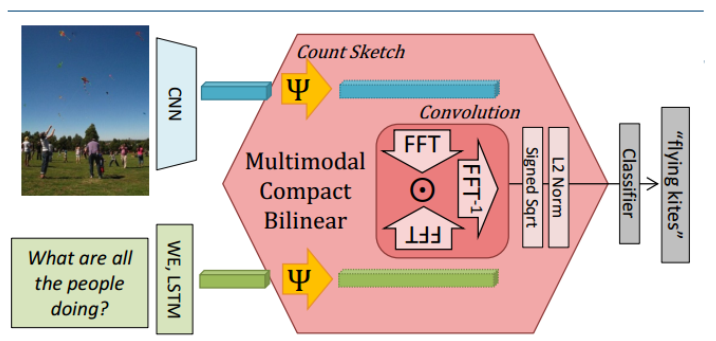 CNN
Count Sketch
Ψ
Convolution
FFT
Multimodal
Compact
Bilinear
FFT-1
FFT
Signed Sqrt
L2 Norm
Classifier
"flying kites"
What are all
the people
doing?
WE, LSTM
Ψ